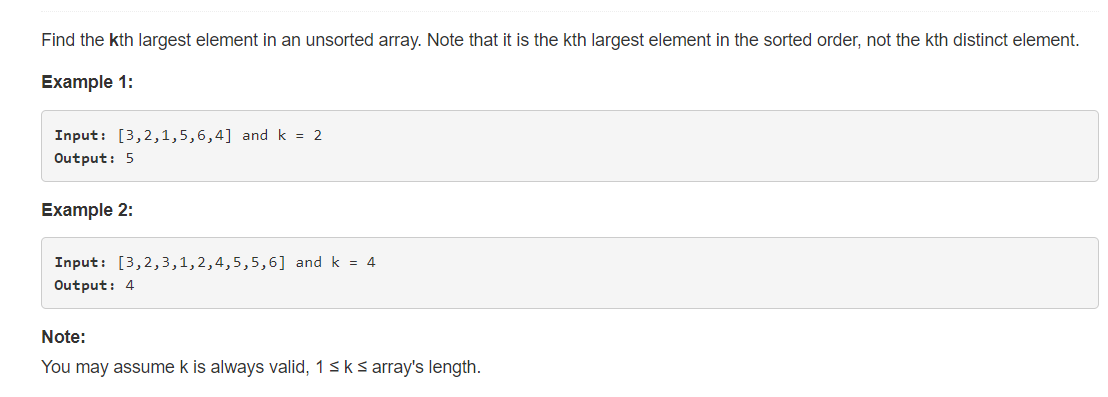 Find the kth largest element in an unsorted array. Note that it is the kth largest element in the sorted order, not the kth distinct element.
Example 1:
Input: [3,2,1,5,6,4] and k = 2
Output: 5
Example 2:
Input: [3,2,3,1,2,4,5,5,6] and k = 4
Output: 4
Note:
You may assume k is always valid, 1 ≤ k ≤ array's length.